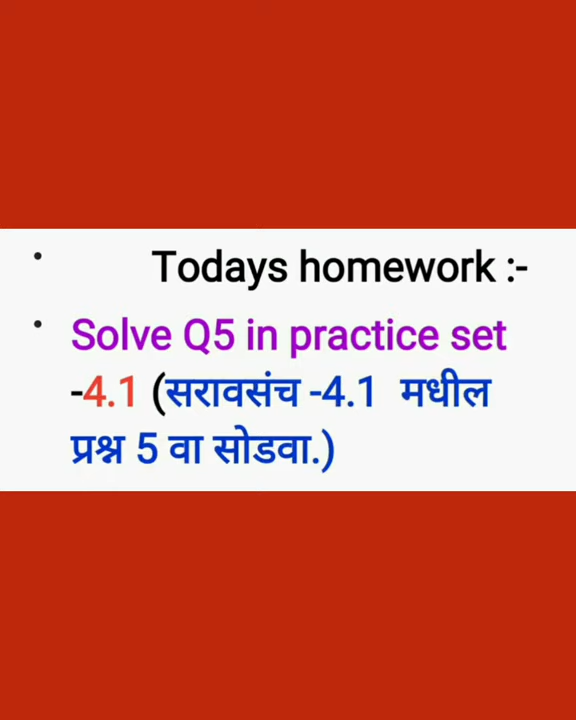 • Todays homework :-
• Solve Q5 in practice set
-4.1 (सरावसंच -4.1 मधील
प्रश्न 5 वा सोडवा.)